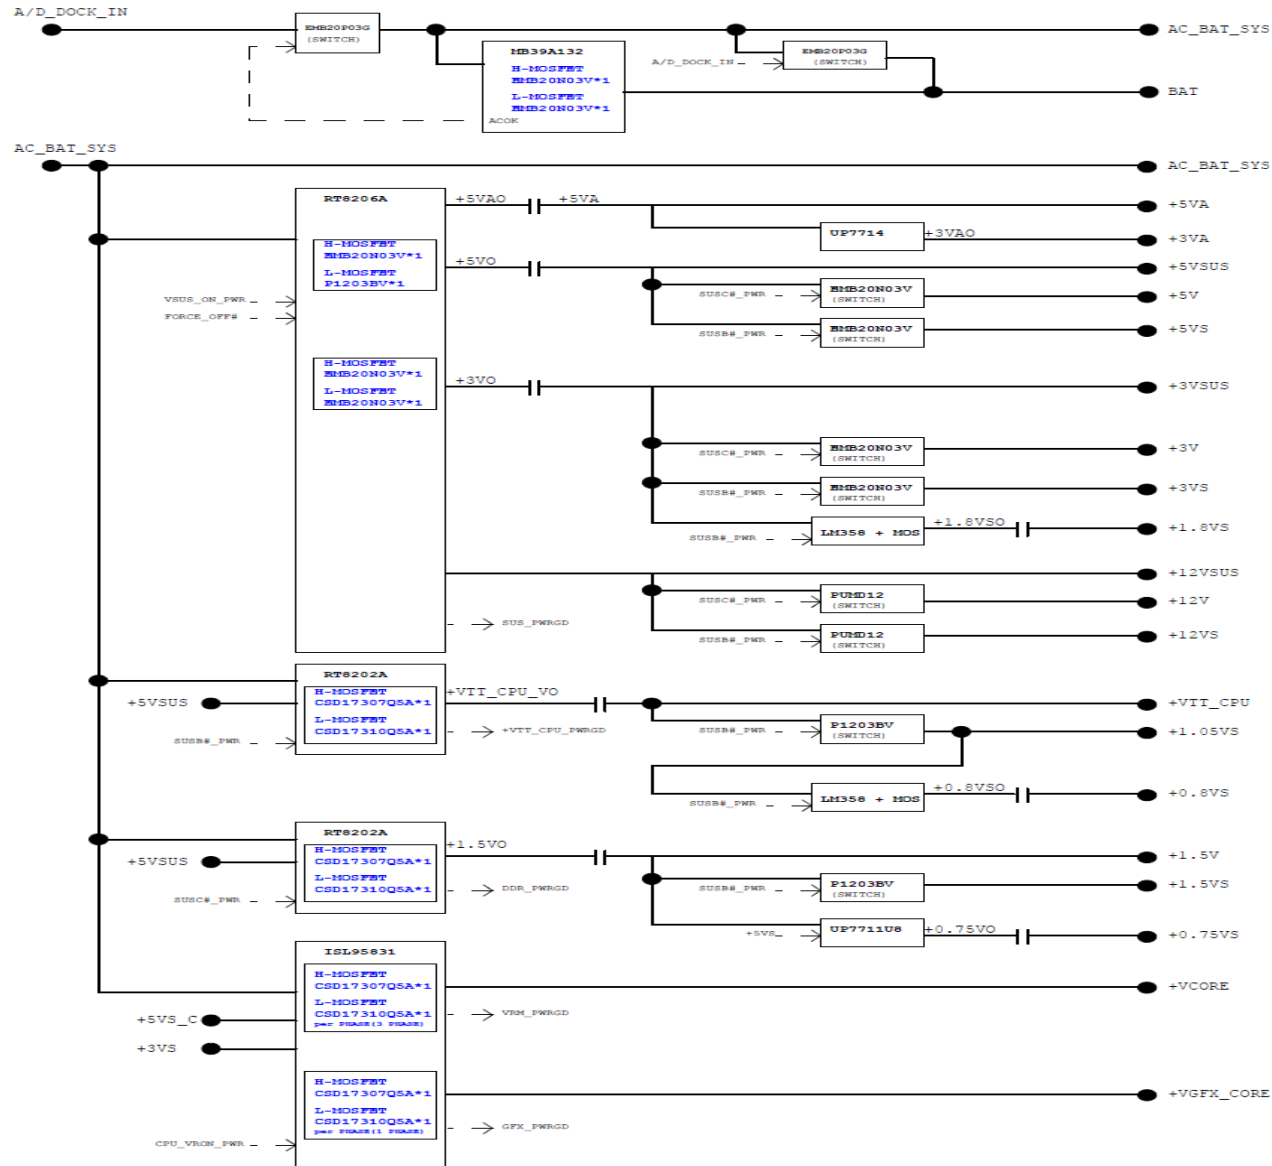 A/D_DOCK_IN
EMB20P03G
(SWITCH)
AC_BAT_SYS
MB39A132
H-MOSFET
EMB20N03V*1
L-MOSFET
EMB20N03V*1
ACOK
A/D_DOCK_IN
EMB20P03G
(SWITCH)
BAT
AC_BAT_SYS
AC_BAT_SYS
RT8206A
+5VAO
+5VA
+5VA
UP7714
+3VAO
+3VA
H-MOSFET
EMB20N03V*1
L-MOSFET
P1203BV*1
+5VO
+5VSUS
SUSC#_PWR
EMB20N03V
(SWITCH)
+5V
VSUS_ON_PWR
FORCE_OFF#
SUSB#_PWR
EMB20N03V
(SWITCH)
+5VS
H-MOSFET
EMB20N03V*1
L-MOSFET
EMB20N03V*1
+3VO
+3VSUS
SUSC#_PWR
EMB20N03V
(SWITCH)
+3V
SUSB#_PWR
EMB20N03V
(SWITCH)
+3VS
SUSB#_PWR
LM358 + MOS
+1.8VSO
+1.8VS
+12VSUS
SUSC#_PWR
PUMD12
(SWITCH)
+12V
SUS_PWRGD
SUSB#_PWR
PUMD12
(SWITCH)
+12VS
RT8202A
+5VSUS
SUSB#_PWR
H-MOSFET
CSD17307Q5A*1
L-MOSFET
CSD17310Q5A*1
+VTT_CPU_VO
+VTT_CPU_PWRGD
+VTT_CPU
SUSB#_PWR
P1203BV
(SWITCH)
+1.05VS
SUSB#_PWR
LM358 + MOS
+0.8VSO
+0.8VS
RT8202A
+5VSUS
SUSC#_PWR
H-MOSFET
CSD17307Q5A*1
L-MOSFET
CSD17310Q5A*1
+1.5VO
DDR_PWRGD
+1.5V
SUSB#_PWR
P1203BV
(SWITCH)
+1.5VS
+5VS
UP7711U8
+0.75VO
+0.75VS
ISL95831
H-MOSFET
CSD17307Q5A*1
L-MOSFET
CSD17310Q5A*1
per PHASE(3 PHASE)
+VCORE
+5VS_C
VRM_PWRGD
+3VS
H-MOSFET
CSD17307Q5A*1
L-MOSFET
CSD17310Q5A*1
per PHASE(1 PHASE)
+VGFX_CORE
GFX_PWRGD
CPU_VRON_PWR